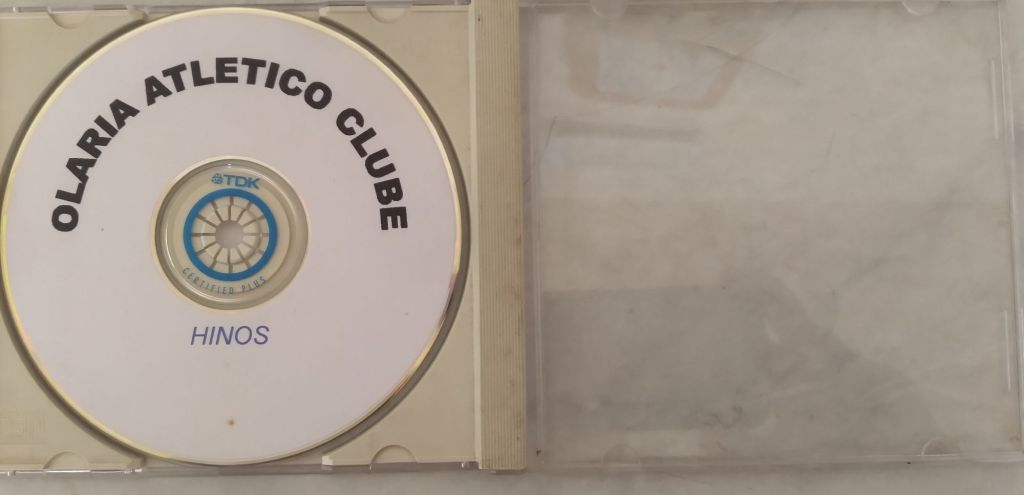 OLARIA ATLETICO CLUBE
TDK
CERTIFIED PLUS
HINOS